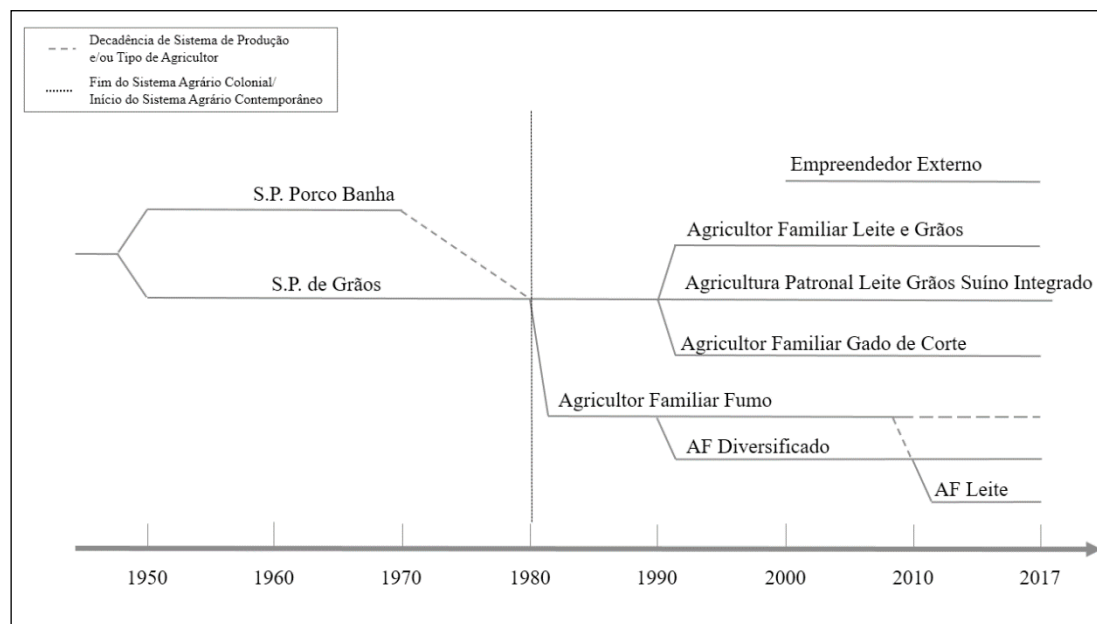 Decadência de Sistema de Produção
e/ou Tipo de Agricultor
Fim do Sistema Agrário Colonial/
Início do Sistema Agrário Contemporâneo
Empreendedor Externo
S.P. Porco Banha
Agricultor Familiar Leite e Grãos
S.P. de Grãos
Agricultura Patronal Leite Grãos Suíno Integrado
Agricultor Familiar Gado de Corte
Agricultor Familiar Fumo
AF Diversificado
AF Leite
1950 1960 1970 1980 1990 2000 2010 2017